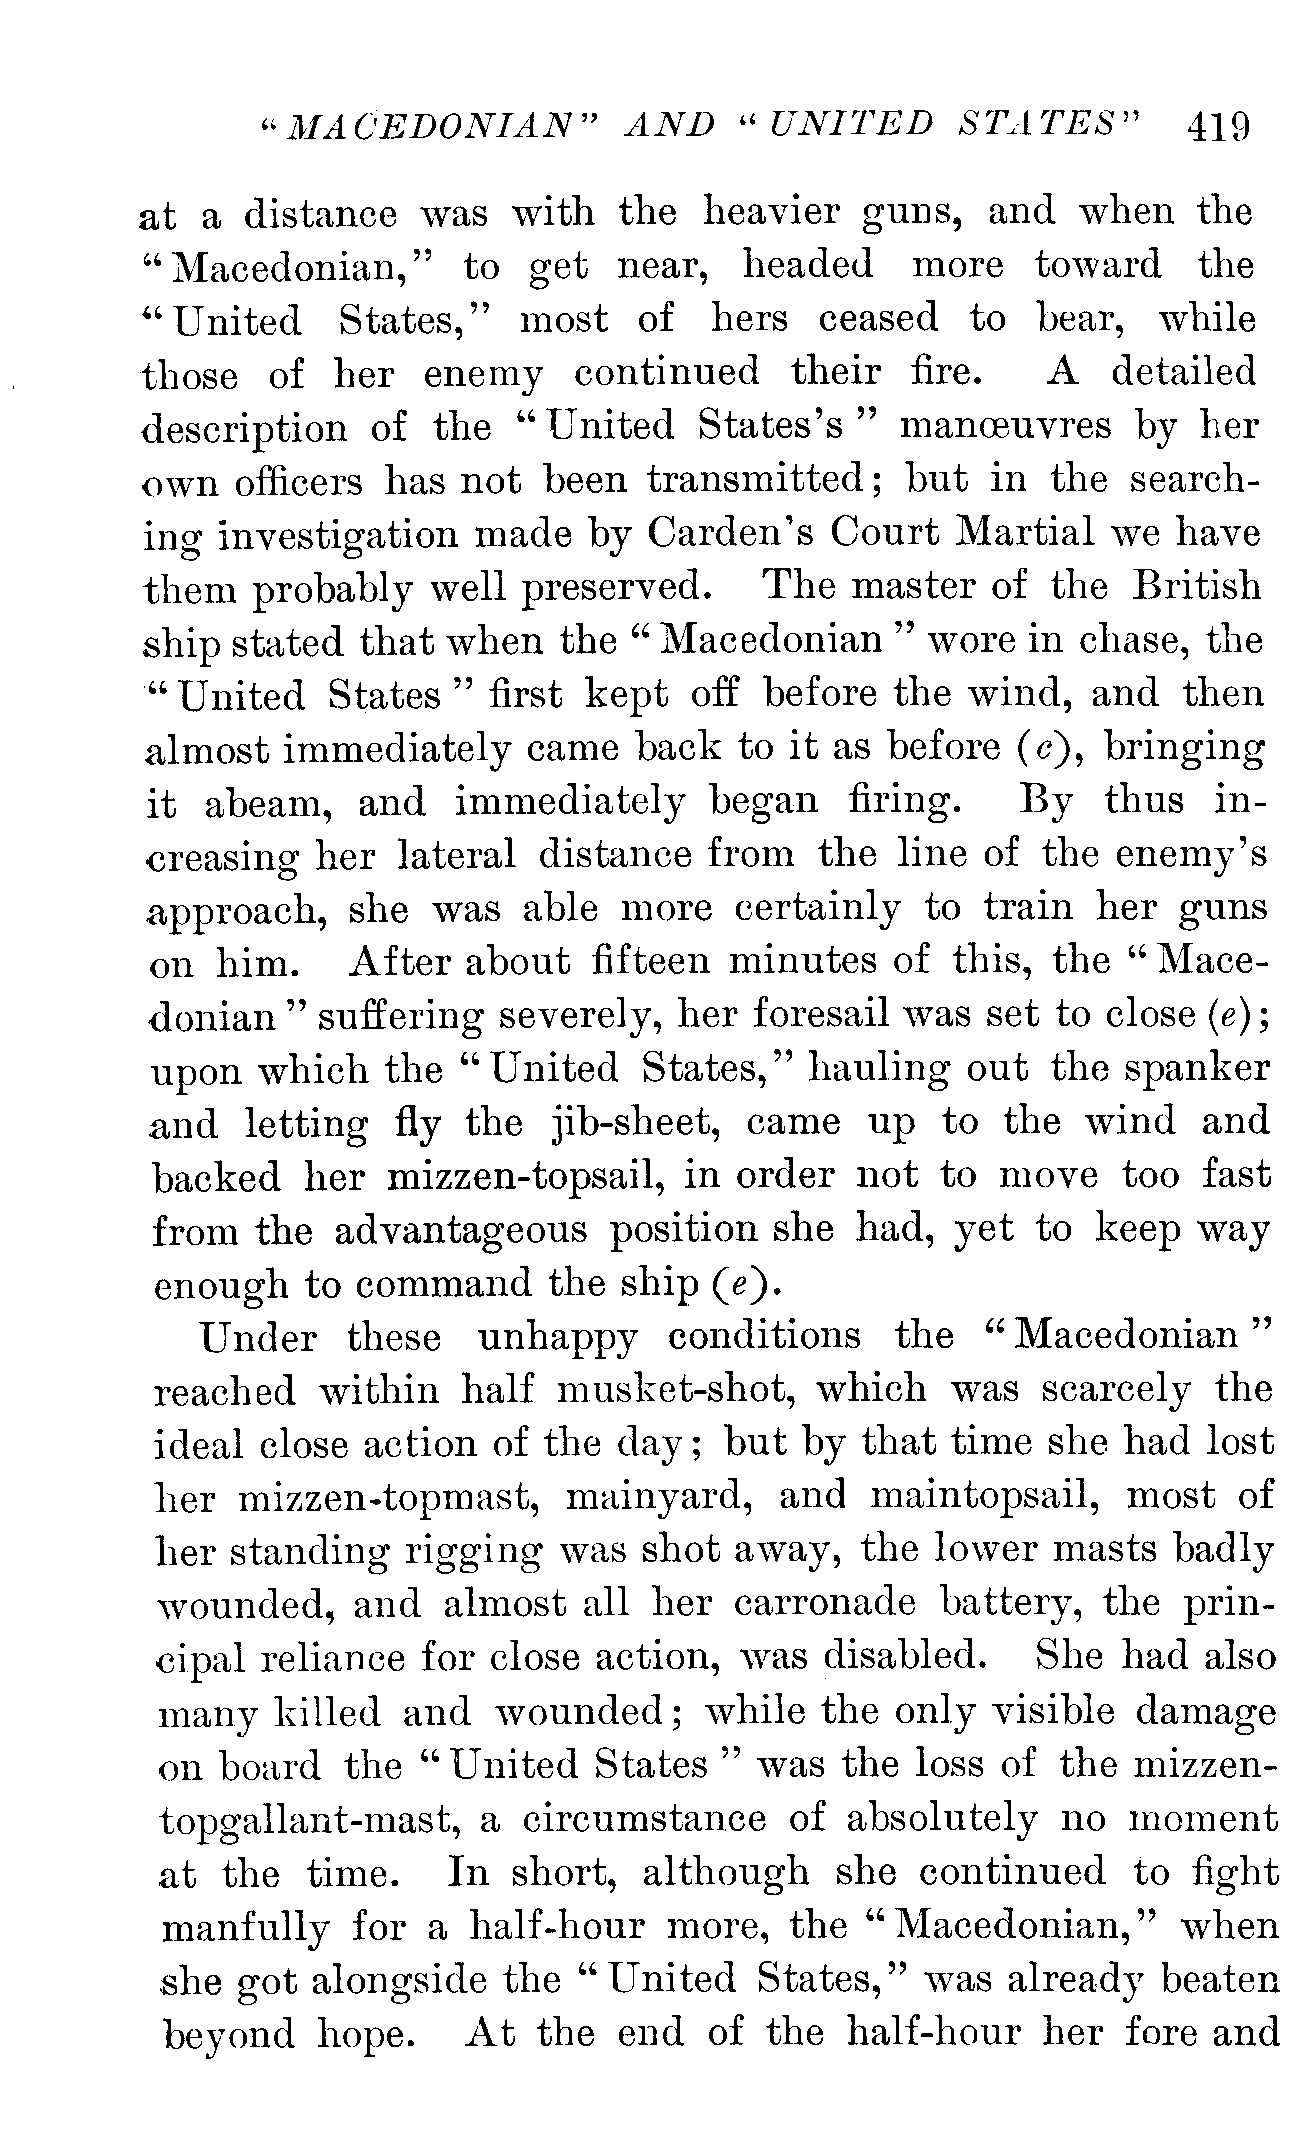 "MACEDONIAN" AND "UNITED STATES" 419
at a distance was with the heavier guns, and when the
"Macedonian," to get near, headed more toward the
"United States," most of hers ceased to bear, while
those of her enemy continued their fire. A detailed
description of the "United States's" manœuvres by her
own officers has not been transmitted; but in the search-
ing investigation made by Carden's Court Martial we have
them probably well preserved. The master of the British
ship stated that when the "Macedonian" wore in chase, the
"United States" first kept off before the wind, and then
almost immediately came back to it as before (c), bringing
it abeam, and immediately began firing. By thus in-
creasing her lateral distance from the line of the enemy's
approach, she was able more certainly to train her guns
on him. After about fifteen minutes of this, the "Mace-
donian" suffering severely, her foresail was set to close (e);
upon which the "United States," hauling out the spanker
and letting fly the jib-sheet, came up to the wind and
backed her mizzen-topsail, in order not to move too fast
from the advantageous position she had, yet to keep way
enough to command the ship (e).
Under these unhappy conditions the "Macedonian"
reached within half musket-shot, which was scarcely the
ideal close action of the day; but by that time she had lost
her mizzen-topmast, mainyard, and maintopsail, most of
her standing rigging was shot away, the lower masts badly
wounded, and almost all her carronade battery, the prin-
cipal reliance for close action, was disabled. She had also
many killed and wounded; while the only visible damage
on board the "United States" was the loss of the mizzen-
topgallant-mast, a circumstance of absolutely no moment
at the time. In short, although she continued to fight
manfully for a half-hour more, the "Macedonian," when
she got alongside the "United States," was already beaten
beyond hope. At the end of the half-hour her fore and